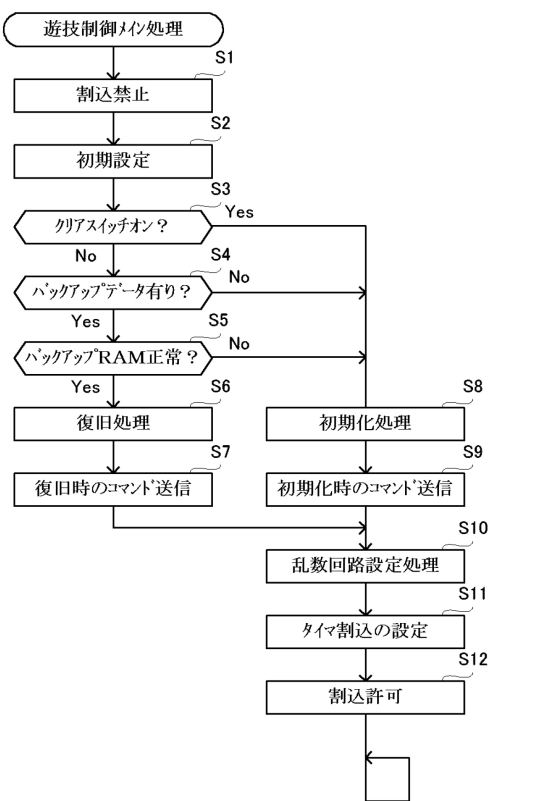 遊技制御メイン処理
S1
割込禁止
S2
初期設定
S3
クリアスイッチオン？
Yes
No
S4
バックアップデータ有り？
No
Yes
S5
バックアップRAM正常？
No
Yes
S6
復旧処理
S8
初期化処理
S7
復旧時のコマンド送信
S9
初期化時のコマンド送信
S10
乱数回路設定処理
S11
タイマ割込の設定
S12
割込許可